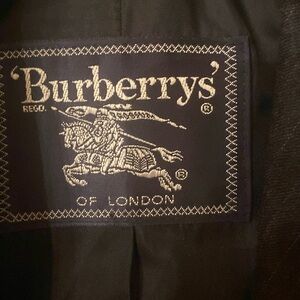 'Burberrys'
REGD. ®
®
OF LONDON